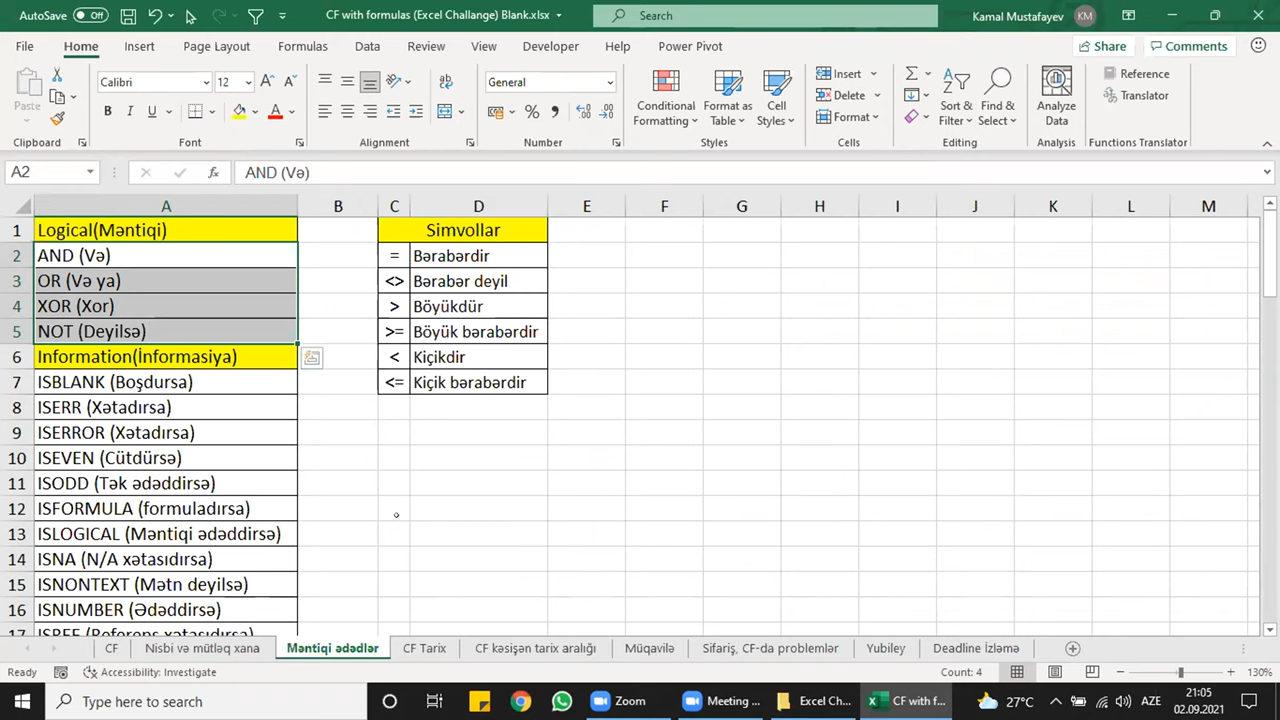 AutoSave Off
CF with formulas (Excel Challange) Blank.xlsx
Search
Kamal Mustafayev KM
File Home Insert Page Layout Formulas Data Review View Developer Help Power Pivot Share Comments
Paste
Calibri 12
B I U
General
Conditional Formatting
Format as Table
Cell Styles
Insert
Delete
Format
Sort & Filter
Find & Select
Analyze Data
Reference
Translator
Clipboard Font Alignment Number Styles Cells Editing Analysis Functions Translator
A2 fx AND (Və)
A B C D E F G H I J K L M
1 Logical(Məntiqi) Simvollar
2 AND (Və) = Bərabərdir
3 OR (Və ya) <> Bərabər deyil
4 XOR (Xor) > Böyükdür
5 NOT (Deyilsə) >= Böyük bərabərdir
6 Information(İnformasiya) < Kiçikdir
7 ISBLANK (Boşdursa) <= Kiçik bərabərdir
8 ISERR (Xətadırsa)
9 ISERROR (Xətadırsa)
10 ISEVEN (Cütdürsə)
11 ISODD (Tək ədəddirsə)
12 ISFORMULA (formuladırsa)
13 ISLOGICAL (Məntiqi ədəddirsə)
14 ISNA (N/A xətasıdırsa)
15 ISNONTEXT (Mətn deyilsə)
16 ISNUMBER (Ədəddirsə)
17 ISREF (Referens xətasıdırsa)
CF Nisbi və mütləq xana Məntiqi ədədlər CF Tarix CF kəsişən tarix aralığı Müqavilə Sifariş, CF-da problemlər Yubiley Deadline İzləmə
Ready Accessibility: Investigate Count: 4 130%
Type here to search
Zoom
Meeting ...
Excel Ch...
CF with f...
27°C
AZE
21:05
02.09.2021